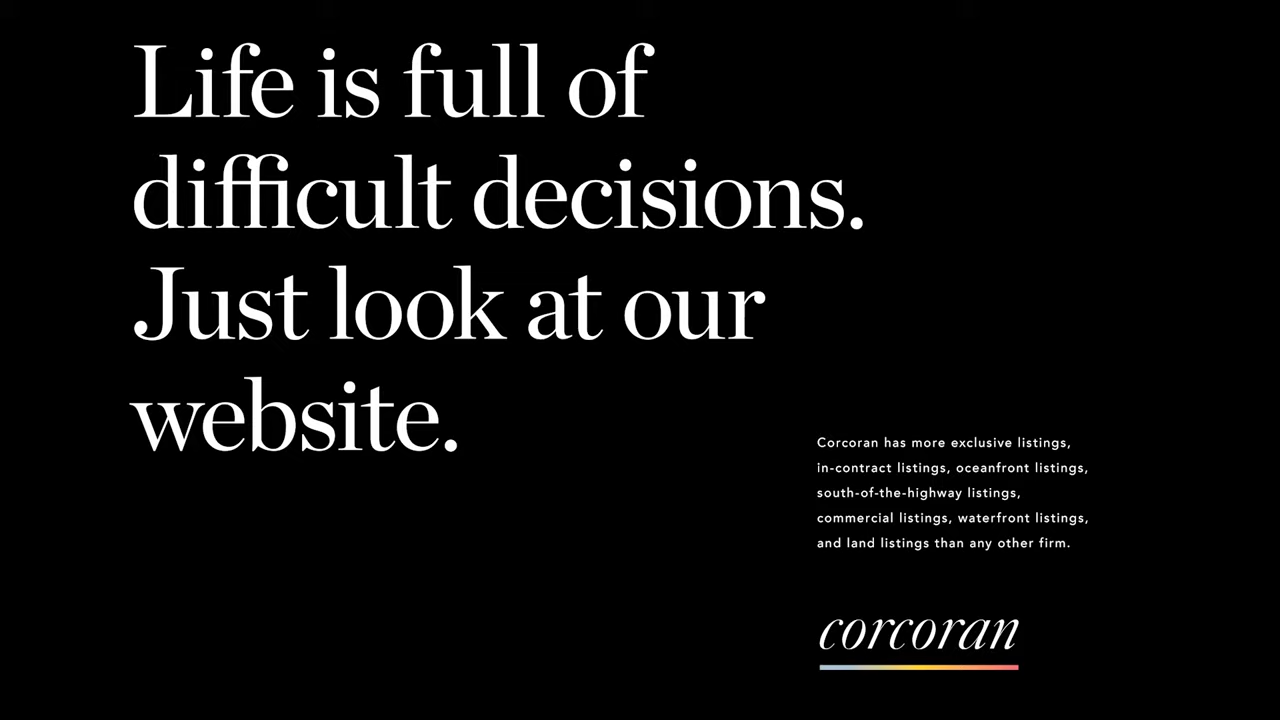 Life is full of
difficult decisions.
Just look at our
website.
Corcoran has more exclusive listings,
in-contract listings, oceanfront listings,
south-of-the-highway listings,
commercial listings, waterfront listings,
and land listings than any other firm.
corcoran